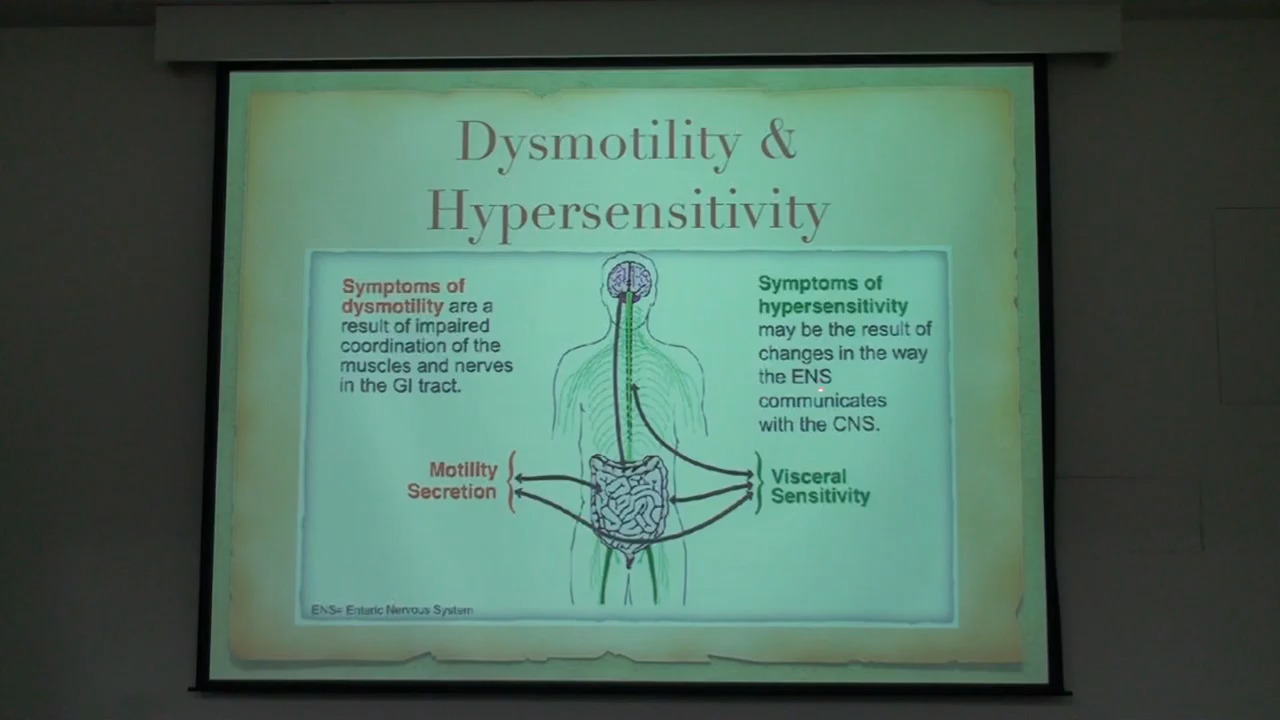 Dysmotility &
Hypersensitivity
Symptoms of
dysmotility are a
result of impaired
coordination of the
muscles and nerves
in the GI tract.
Symptoms of
hypersensitivity
may be the result of
changes in the way
the ENS
communicates
with the CNS.
Motility
Secretion
Visceral
Sensitivity
ENS= Enteric Nervous System